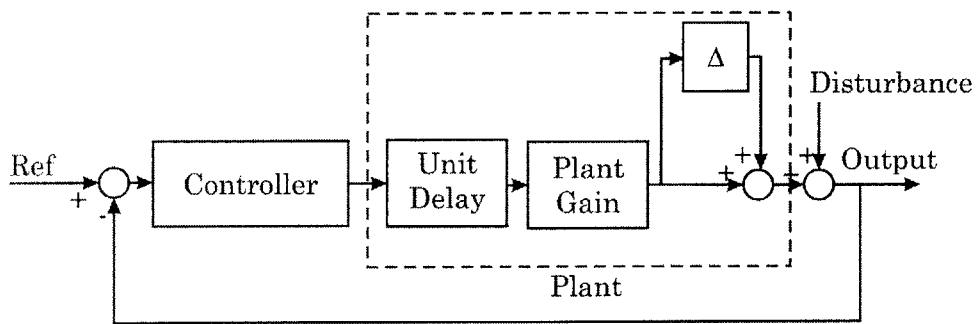 Δ
Disturbance
Ref
Controller
Unit
Delay
Plant
Gain
Output
+
-
+
+
+
+
Plant